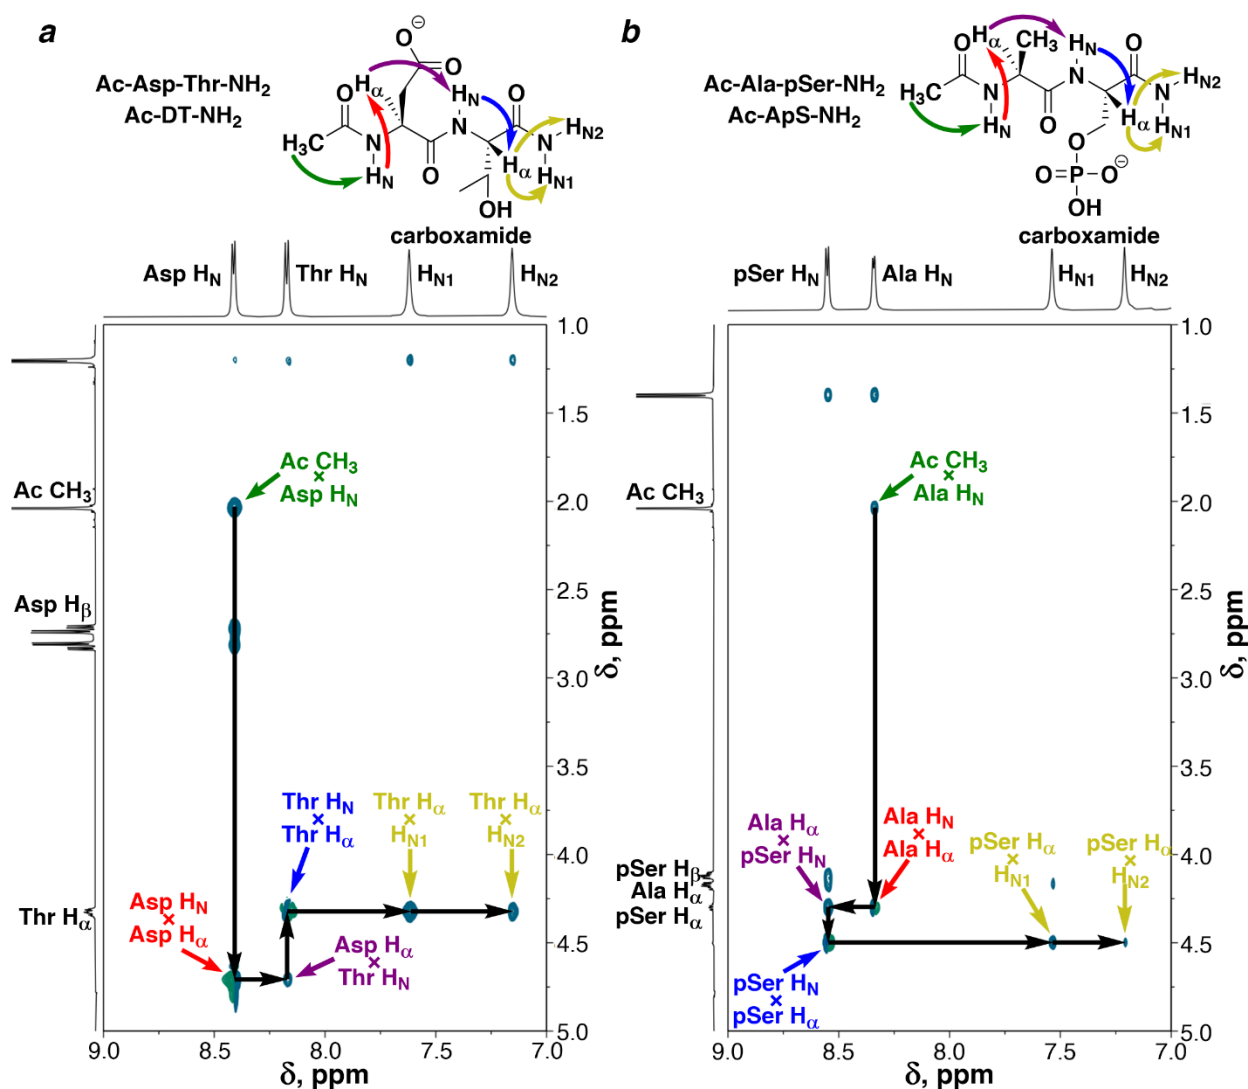 a
Ac-Asp-Thr-NH2
Ac-DT-NH2
O⊖
O
Hα
HN
O
O
HN2
N
N
N
H3C
HN
O
Hα
HN1
OH
carboxamide
Asp HN
Thr HN
HN1
HN2
Ac CH3
Asp Hβ
Thr Hα
Ac CH3
×
Asp HN
Thr HN
×
Thr Hα
Thr Hα
×
HN1
Thr Hα
×
HN2
Asp HN
×
Asp Hα
Asp Hα
×
Thr HN
1.0
1.5
2.0
2.5
3.0
3.5
4.0
4.5
5.0
δ, ppm
9.0
8.5
8.0
7.5
7.0
δ, ppm
b
Ac-Ala-pSer-NH2
Ac-ApS-NH2
Hα
CH3
HN
O
O
HN2
N
N
N
H3C
HN
O
Hα
HN1
O
O=P-O⊖
OH
carboxamide
pSer HN
Ala HN
HN1
HN2
Ac CH3
pSer Hβ
Ala Hα
pSer Hα
Ac CH3
×
Ala HN
Ala Hα
×
pSer HN
Ala HN
×
Ala Hα
pSer Hα
×
HN1
pSer Hα
×
HN2
pSer HN
×
pSer Hα
1.0
1.5
2.0
2.5
3.0
3.5
4.0
4.5
5.0
δ, ppm
9.0
8.5
8.0
7.5
7.0
δ, ppm